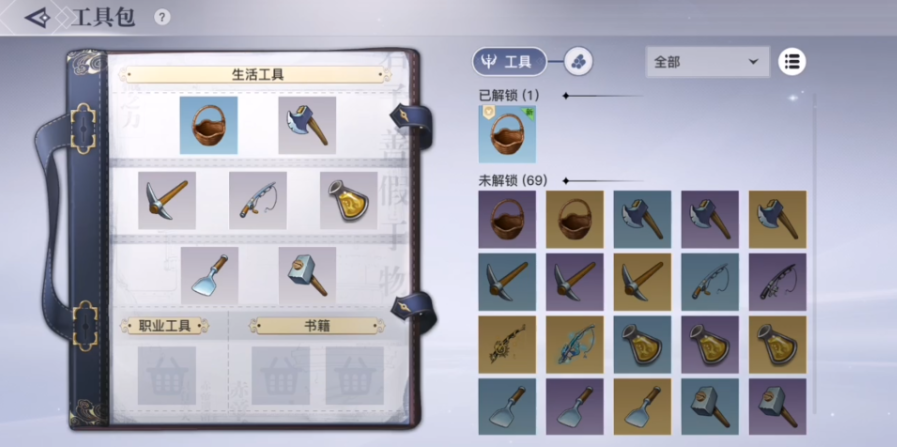 工具包 ?
生活工具
职业工具
书籍
工具
全部
已解锁 (1)
未解锁 (69)